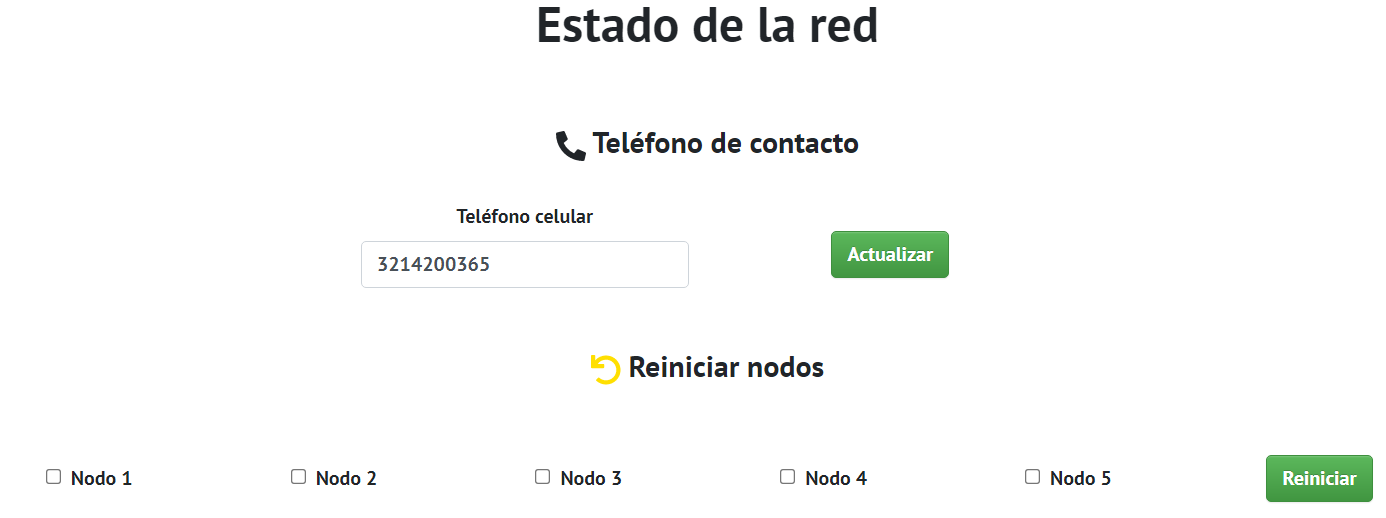 Estado de la red
Teléfono de contacto
Teléfono celular
3214200365
Actualizar
Reiniciar nodos
Nodo 1 Nodo 2 Nodo 3 Nodo 4 Nodo 5 Reiniciar